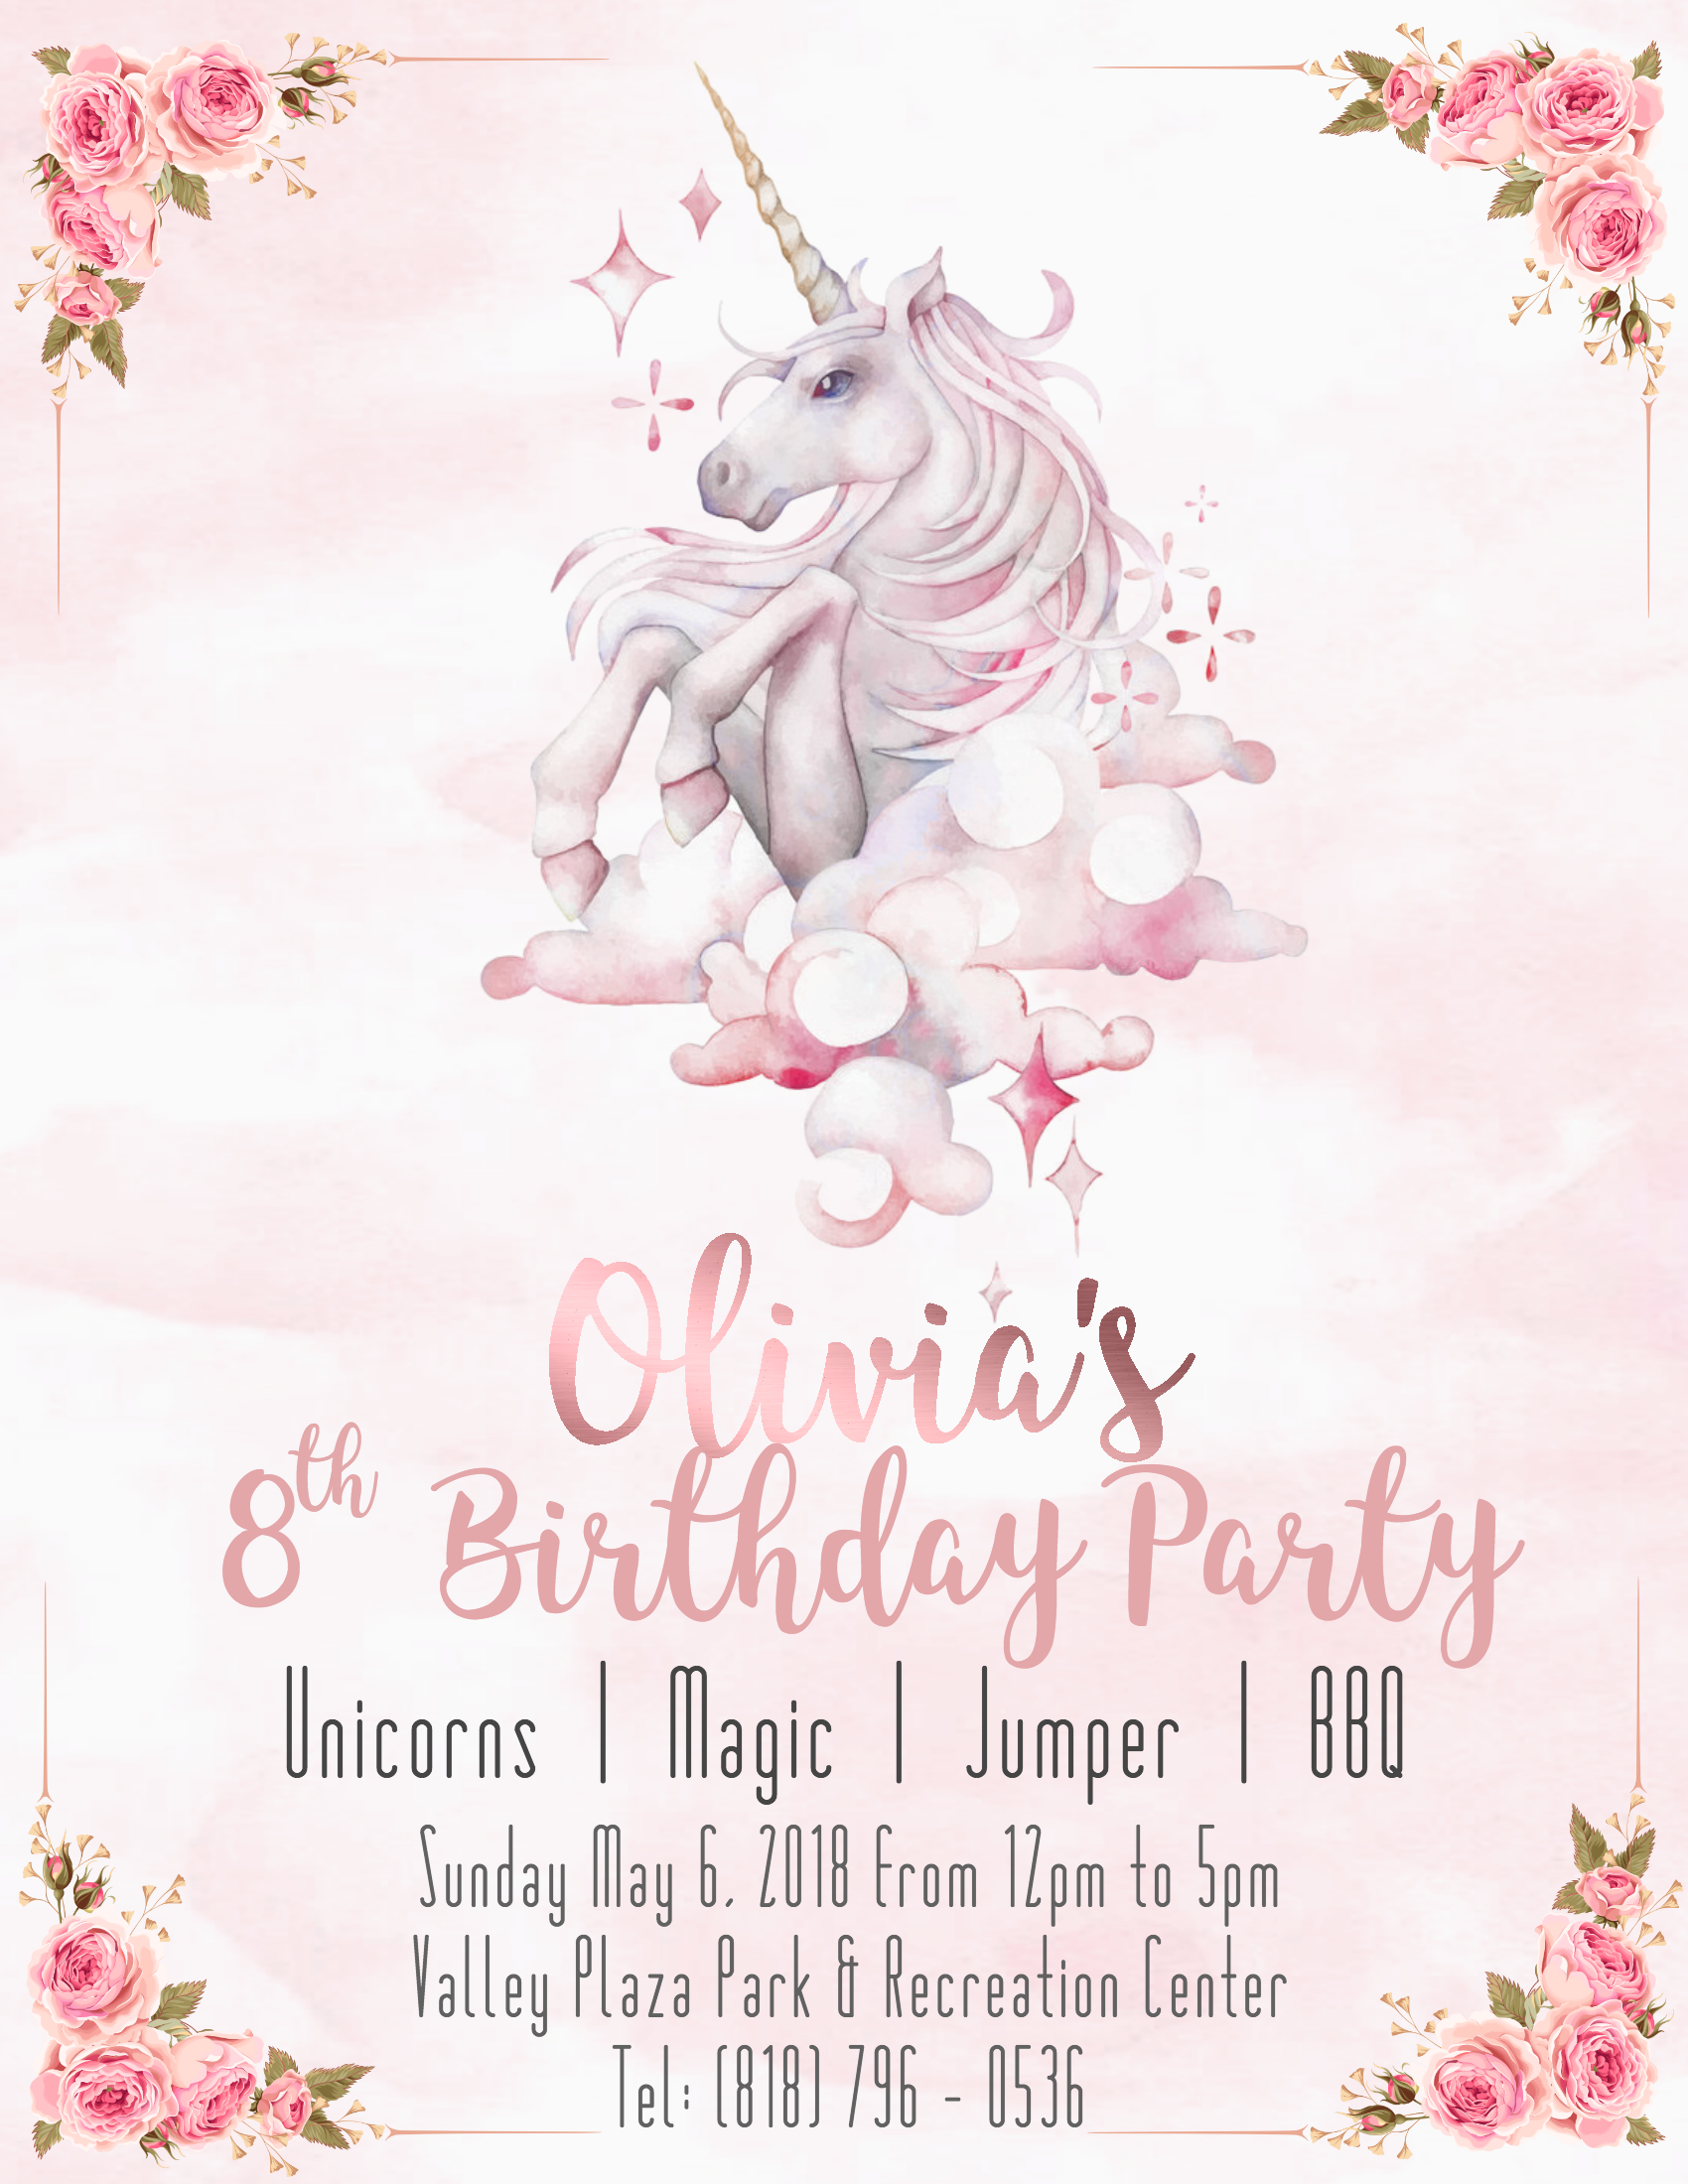 Olivia's
8th Birthday Party
Unicorns | Magic | Jumper | BBQ
Sunday May 6, 2018 From 12pm to 5pm
Valley Plaza Park & Recreation Center
Tel: (818) 796 - 0536